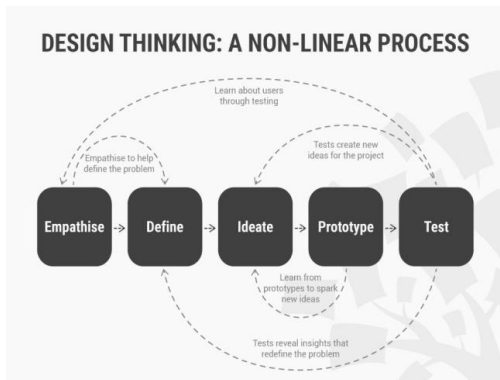 DESIGN THINKING: A NON-LINEAR PROCESS
Learn about users
through testing
Empathise to help
define the problem
Tests create new
ideas for the project
Empathise
Define
Ideate
Prototype
Test
Learn from
prototypes to spark
new ideas
Tests reveal insights that
redefine the problem